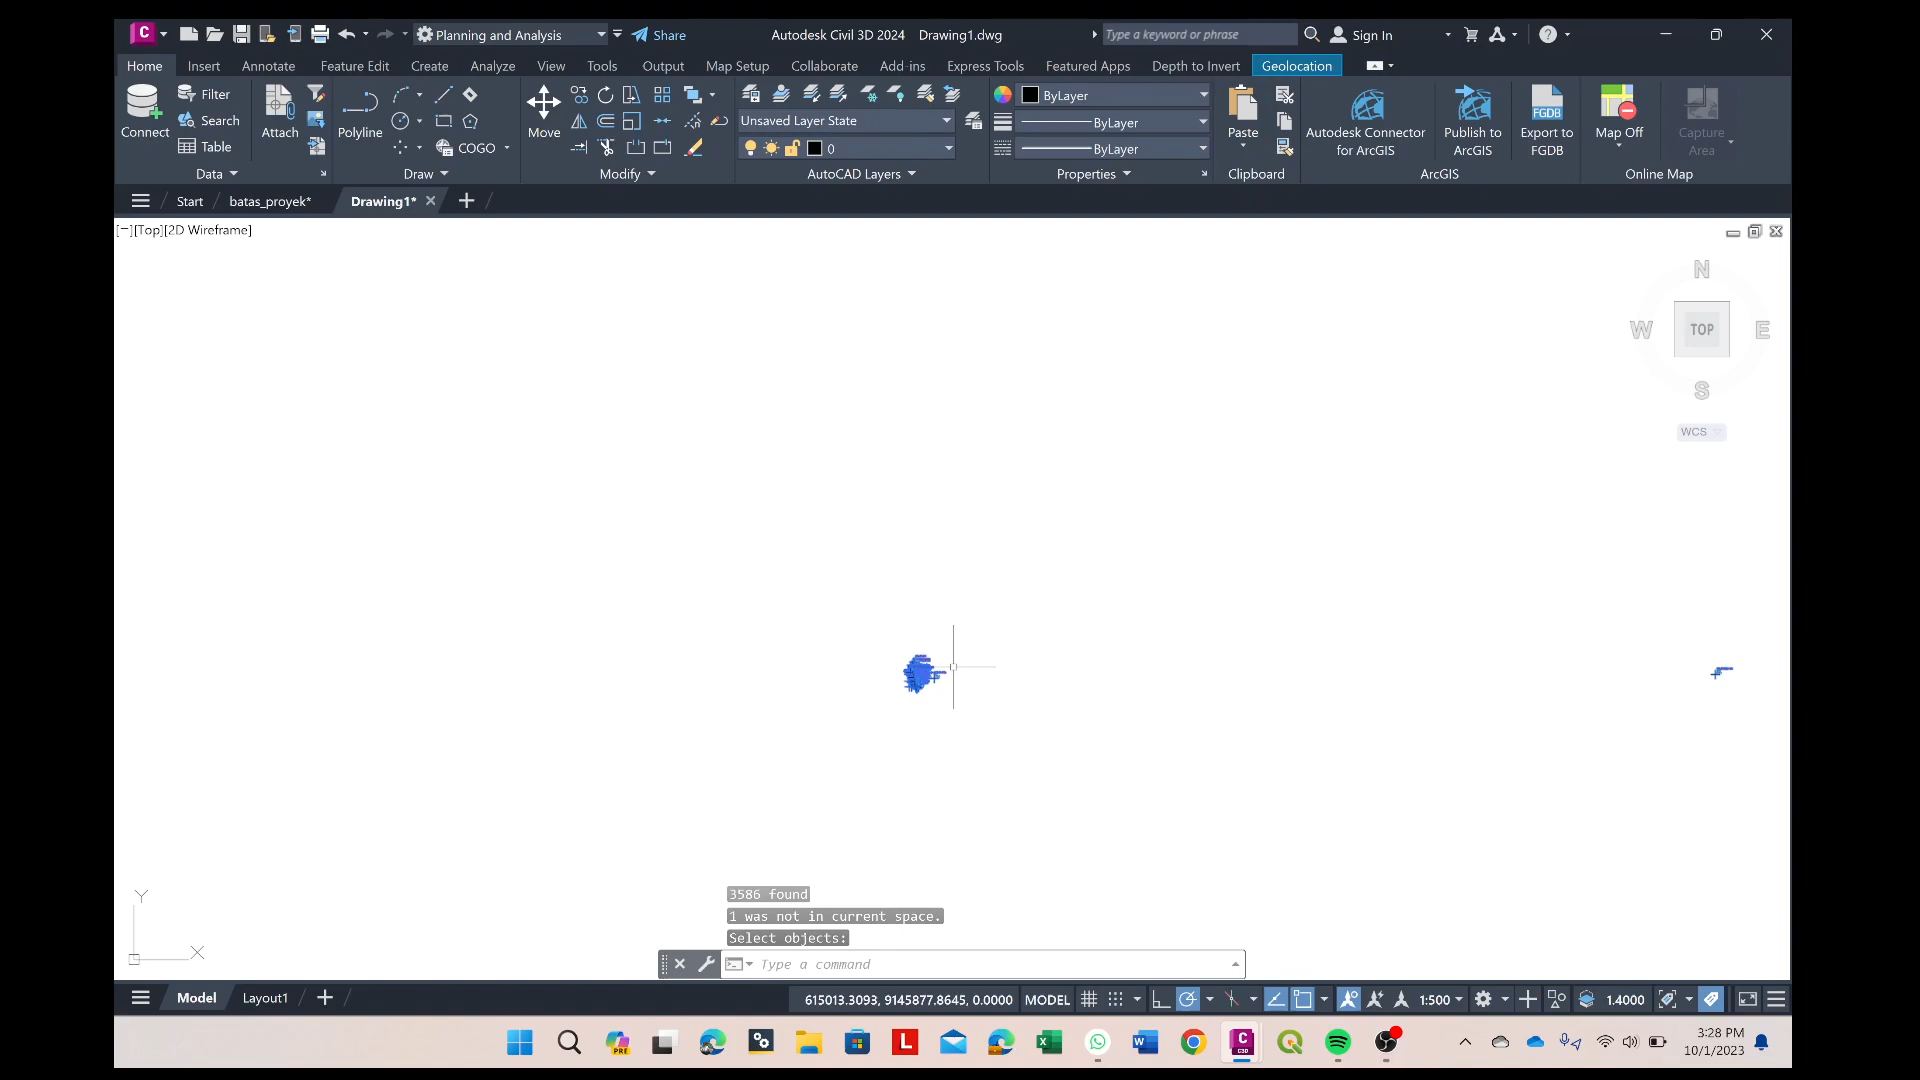 C Planning and Analysis Share Autodesk Civil 3D 2024 Drawing1.dwg Type a keyword or phrase Sign In
Home Insert Annotate Feature Edit Create Analyze View Tools Output Map Setup Collaborate Add-ins Express Tools Featured Apps Depth to Invert Geolocation
Connect Filter Search Table Attach Polyline COGO Move Unsaved Layer State 0 ByLayer ByLayer ByLayer Paste
Autodesk Connector for ArcGIS Publish to ArcGIS FGDB Export to FGDB Map Off Capture Area
Data Draw Modify AutoCAD Layers Properties Clipboard ArcGIS Online Map
Start batas_proyek* Drawing1*
[−][Top][2D Wireframe]
N
W TOP E
S
WCS
3586 found
1 was not in current space.
Select objects:
Type a command
Y
X
Model Layout1 615013.3093, 9145877.8645, 0.0000 MODEL 1:500 1.4000
PRE L W C3D 3:28 PM
10/1/2023